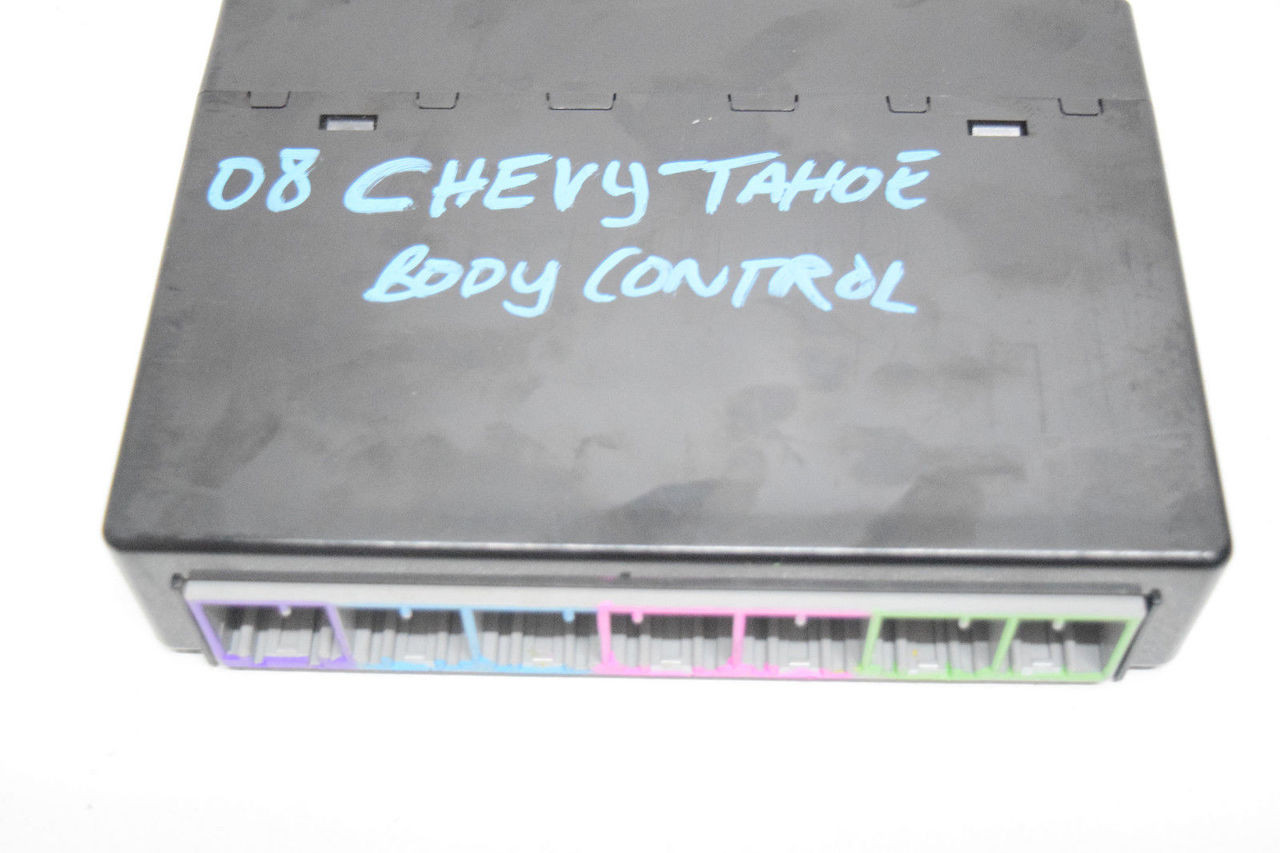 08 CHEVY TAHOE
BODY CONTROL